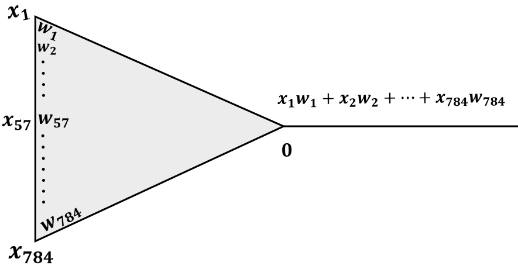 x₁
w₁
w₂
x₅₇ w₅₇
w₇₈₄
x₇₈₄
x₁w₁ + x₂w₂ + ··· + x₇₈₄w₇₈₄
0